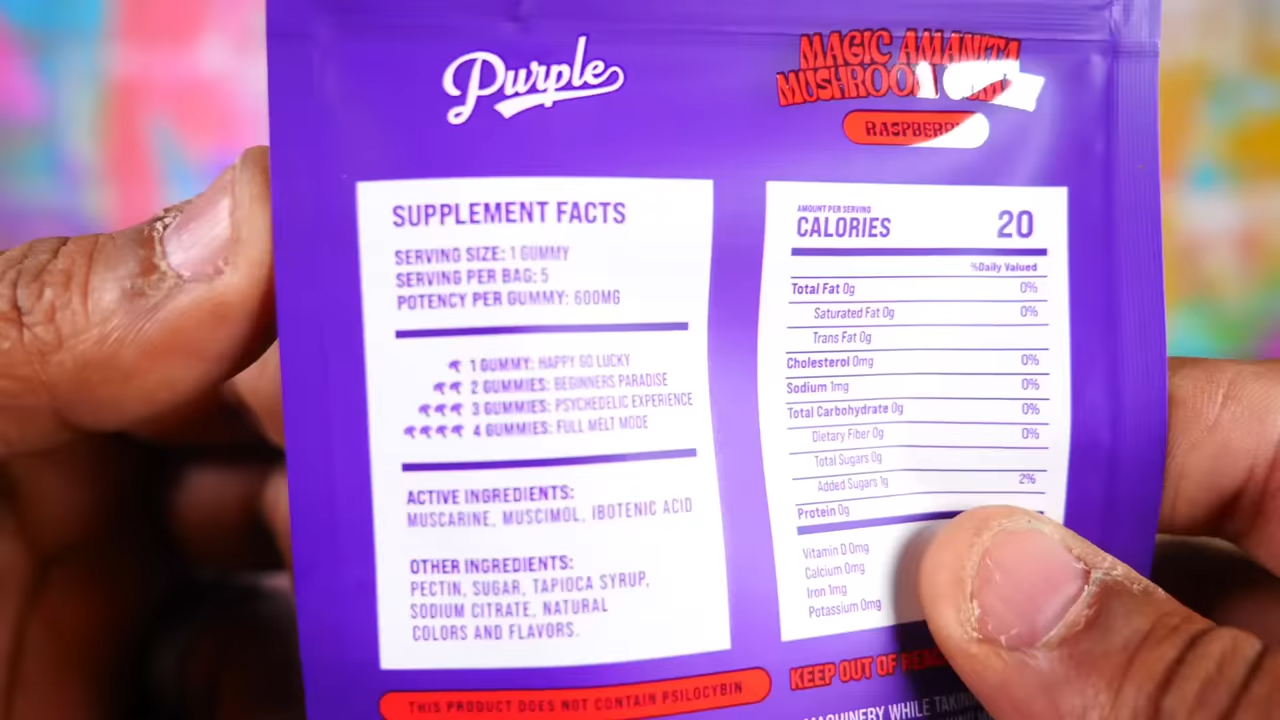 Purple
MAGIC AMANITA
MUSHROOM
RASPBERRY
SUPPLEMENT FACTS
SERVING SIZE: 1 GUMMY
SERVING PER BAG: 5
POTENCY PER GUMMY: 600MG
1 GUMMY: HAPPY GO LUCKY
2 GUMMIES: BEGINNERS PARADISE
3 GUMMIES: PSYCHEDELIC EXPERIENCE
4 GUMMIES: FULL MELT MODE
ACTIVE INGREDIENTS:
MUSCARINE, MUSCIMOL, IBOTENIC ACID
OTHER INGREDIENTS:
PECTIN, SUGAR, TAPIOCA SYRUP,
SODIUM CITRATE, NATURAL
COLORS AND FLAVORS.
THIS PRODUCT DOES NOT CONTAIN PSILOCYBIN
AMOUNT PER SERVING
CALORIES 20
%Daily Valued
Total Fat 0g 0%
Saturated Fat 0g 0%
Trans Fat 0g
Cholesterol 0mg 0%
Sodium 1mg 0%
Total Carbohydrate 0g 0%
Dietary Fiber 0g 0%
Total Sugars 0g
Added Sugars 1g 2%
Protein 0g
Vitamin D 0mg
Calcium 0mg
Iron 1mg
Potassium 0mg
KEEP OUT OF
MACHINERY WHILE